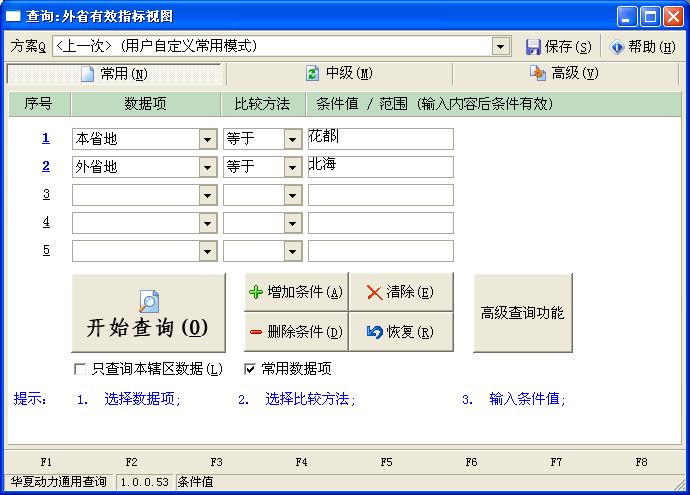 查询:外省有效指标视图
方案Q <上一次> (用户自定义常用模式) 保存(S) 帮助(H)
常用(N) 中级(M) 高级(V)
序号 数据项 比较方法 条件值 / 范围 (输入内容后条件有效)
1 本省地 等于 花都
2 外省地 等于 北海
3
4
5
开始查询(O) 增加条件(A) 清除(E) 高级查询功能
删除条件(D) 恢复(R)
只查询本辖区数据(L) 常用数据项
提示: 1. 选择数据项; 2. 选择比较方法; 3. 输入条件值;
F1 F2 F3 F4 F5 F6 F7 F8
华夏动力通用查询 1.0.0.53 条件值